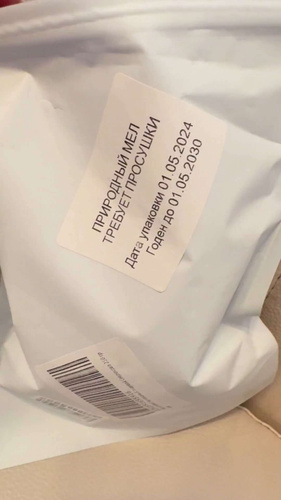 ПРИРОДНЫЙ МЕЛ
ТРЕБУЕТ ПРОСУШКИ
Дата упаковки 01.05.2024
Годен до 01.05.2030